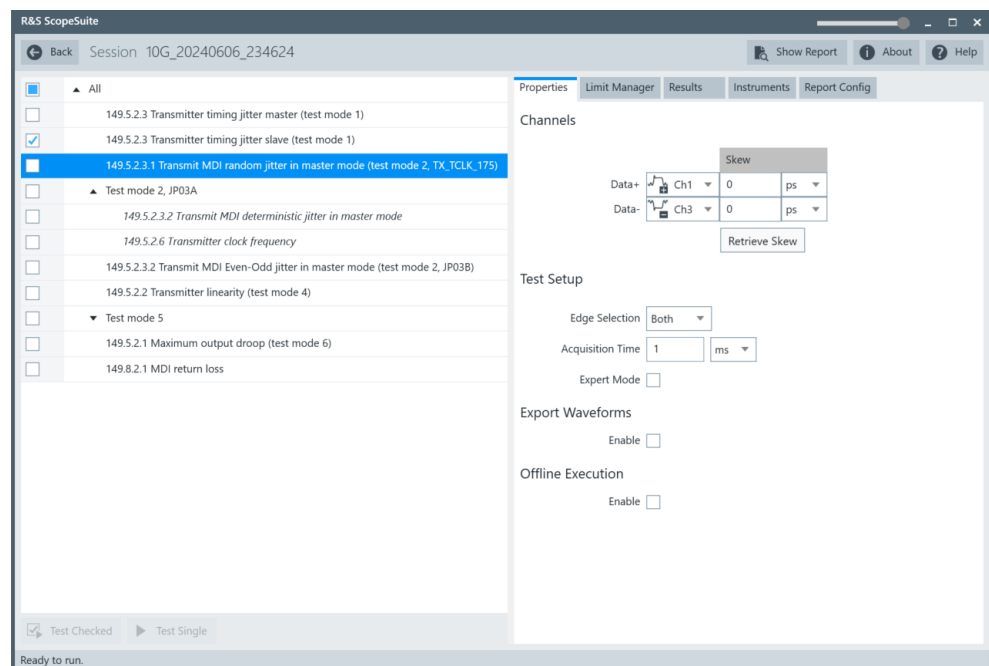 R&S ScopeSuite
Back Session 10G_20240606_234624 Show Report About Help
All
149.5.2.3 Transmitter timing jitter master (test mode 1)
149.5.2.3 Transmitter timing jitter slave (test mode 1)
149.5.2.3.1 Transmit MDI random jitter in master mode (test mode 2, TX_TCLK_175)
Test mode 2, JP03A
149.5.2.3.2 Transmit MDI deterministic jitter in master mode
149.5.2.6 Transmitter clock frequency
149.5.2.3.2 Transmit MDI Even-Odd jitter in master mode (test mode 2, JP03B)
149.5.2.2 Transmitter linearity (test mode 4)
Test mode 5
149.5.2.1 Maximum output droop (test mode 6)
149.8.2.1 MDI return loss
Test Checked Test Single
Properties Limit Manager Results Instruments Report Config
Channels
Skew
Data+ Ch1 0 ps
Data- Ch3 0 ps
Retrieve Skew
Test Setup
Edge Selection Both
Acquisition Time 1 ms
Expert Mode
Export Waveforms
Enable
Offline Execution
Enable
Ready to run.